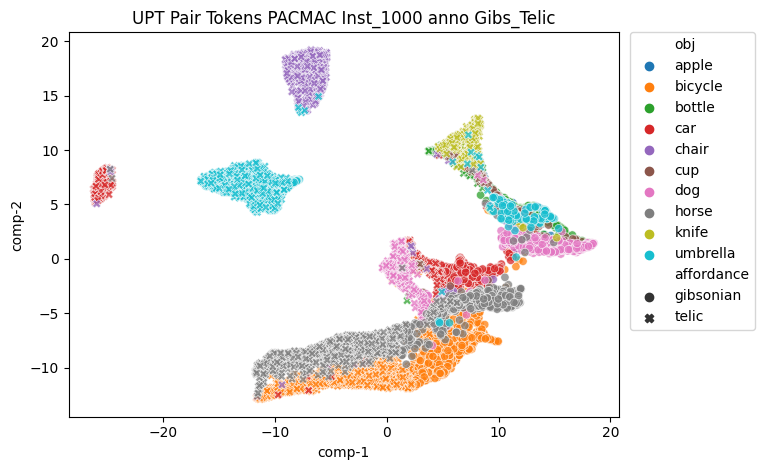 UPT Pair Tokens PACMAC Inst_1000 anno Gibs_Telic
20
15
10
5
0
−5
−10
comp-2
−20
−10
0
10
20
comp-1
obj
apple
bicycle
bottle
car
chair
cup
dog
horse
knife
umbrella
affordance
gibsonian
telic